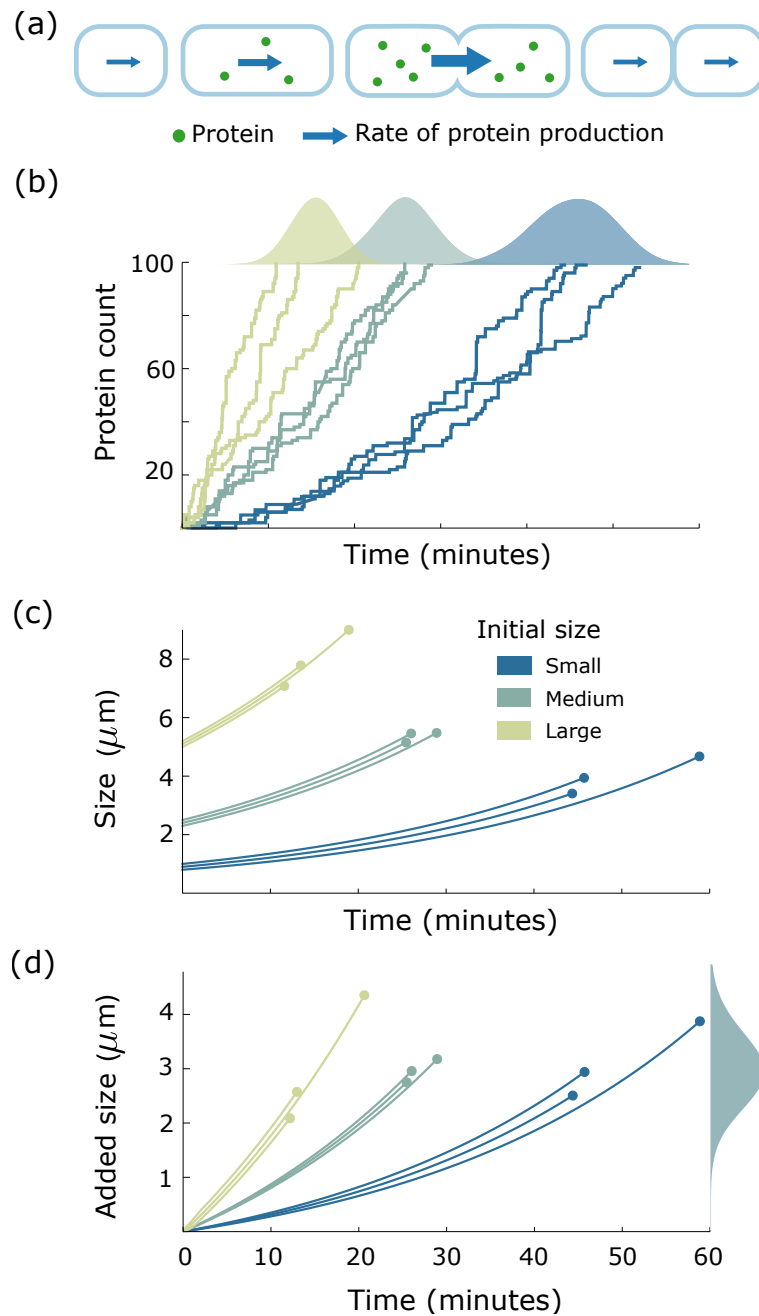 (a)
Protein
Rate of protein production
(b)
100
60
20
Protein count
Time (minutes)
(c)
8
6
4
2
Size (μm)
Initial size
Small
Medium
Large
Time (minutes)
(d)
4
3
2
1
Added size (μm)
0 10 20 30 40 50 60
Time (minutes)